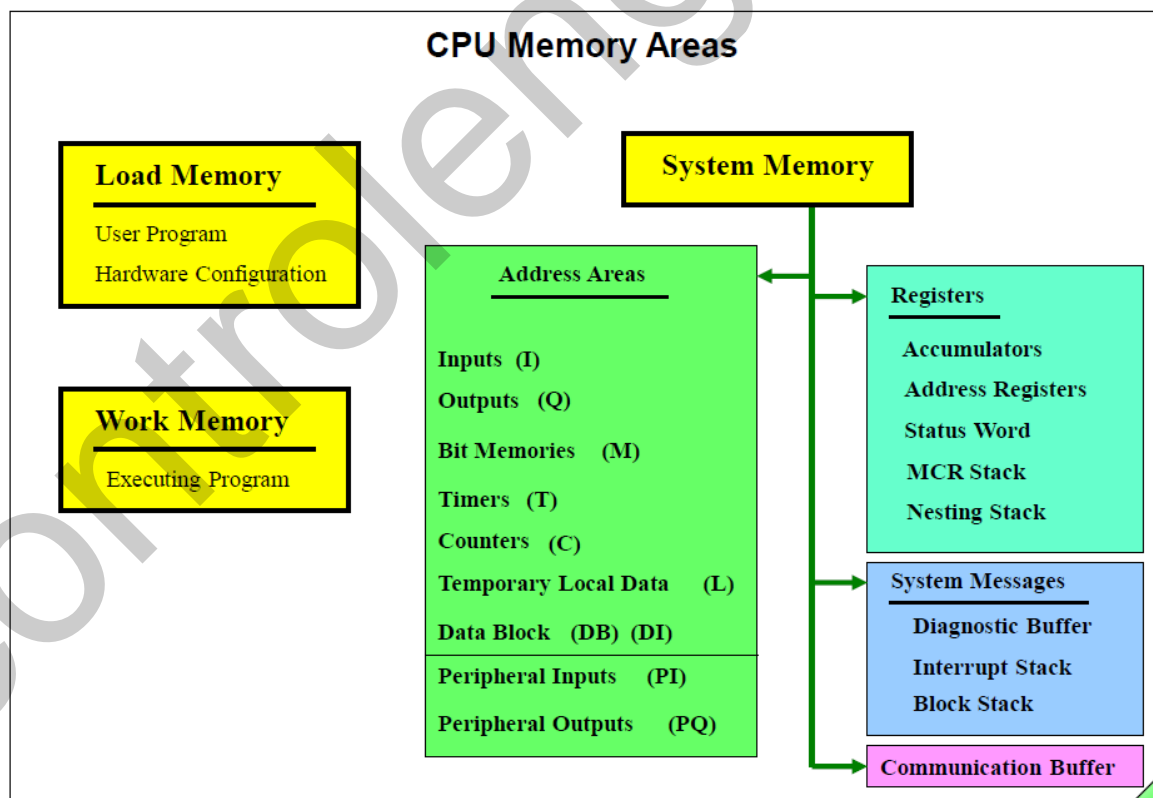 CPU Memory Areas
Load Memory
User Program
Hardware Configuration
Work Memory
Executing Program
System Memory
Address Areas
Inputs (I)
Outputs (Q)
Bit Memories (M)
Timers (T)
Counters (C)
Temporary Local Data (L)
Data Block (DB) (DI)
Peripheral Inputs (PI)
Peripheral Outputs (PQ)
Registers
Accumulators
Address Registers
Status Word
MCR Stack
Nesting Stack
System Messages
Diagnostic Buffer
Interrupt Stack
Block Stack
Communication Buffer
controleng